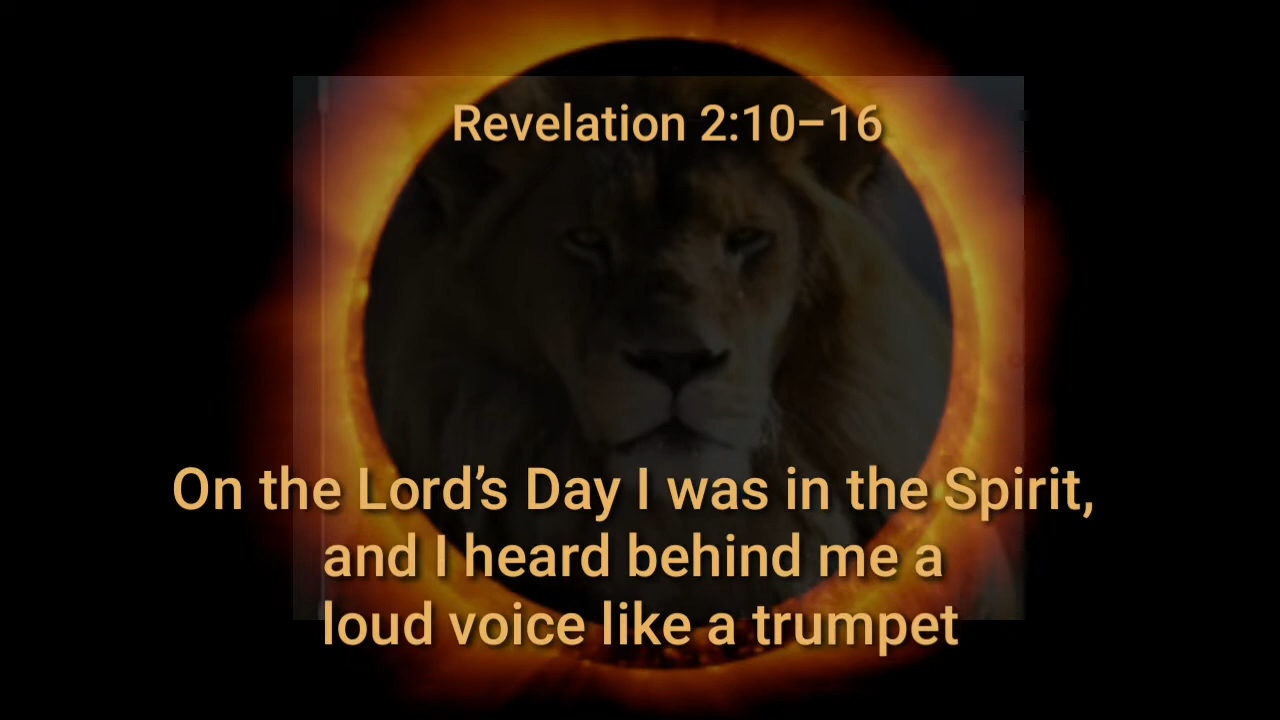 Revelation 2:10–16
On the Lord’s Day I was in the Spirit,
and I heard behind me a
loud voice like a trumpet